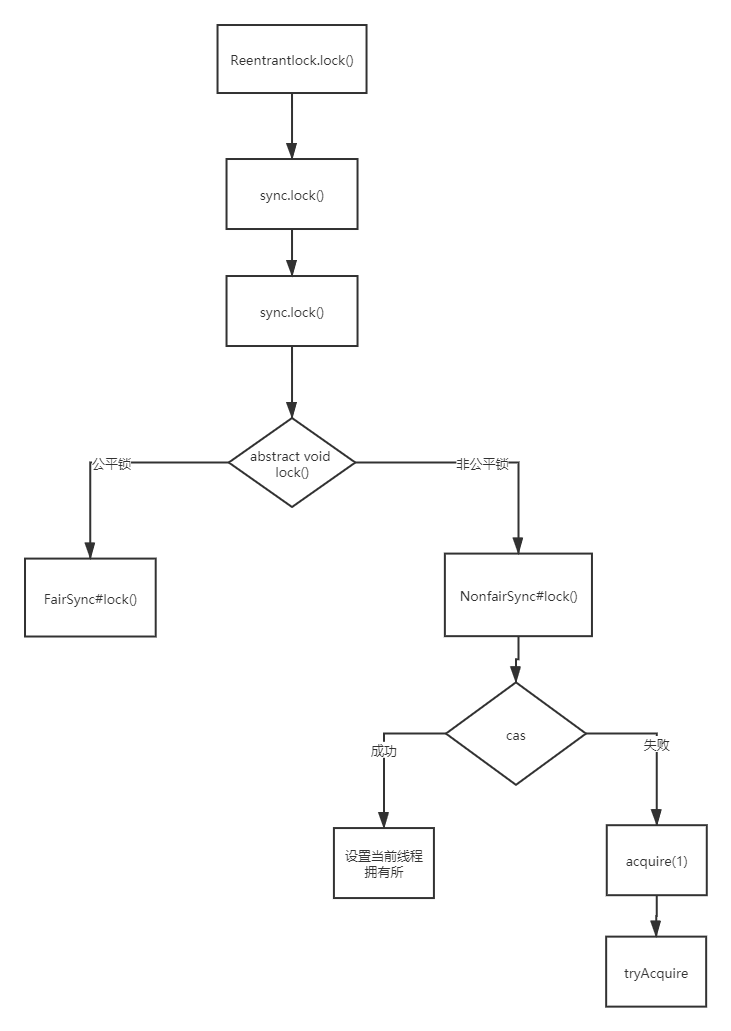 Reentrantlock.lock()
sync.lock()
sync.lock()
abstract void
lock()
公平锁
非公平锁
FairSync#lock()
NonfairSync#lock()
cas
成功
失败
设置当前线程
拥有所
acquire(1)
tryAcquire